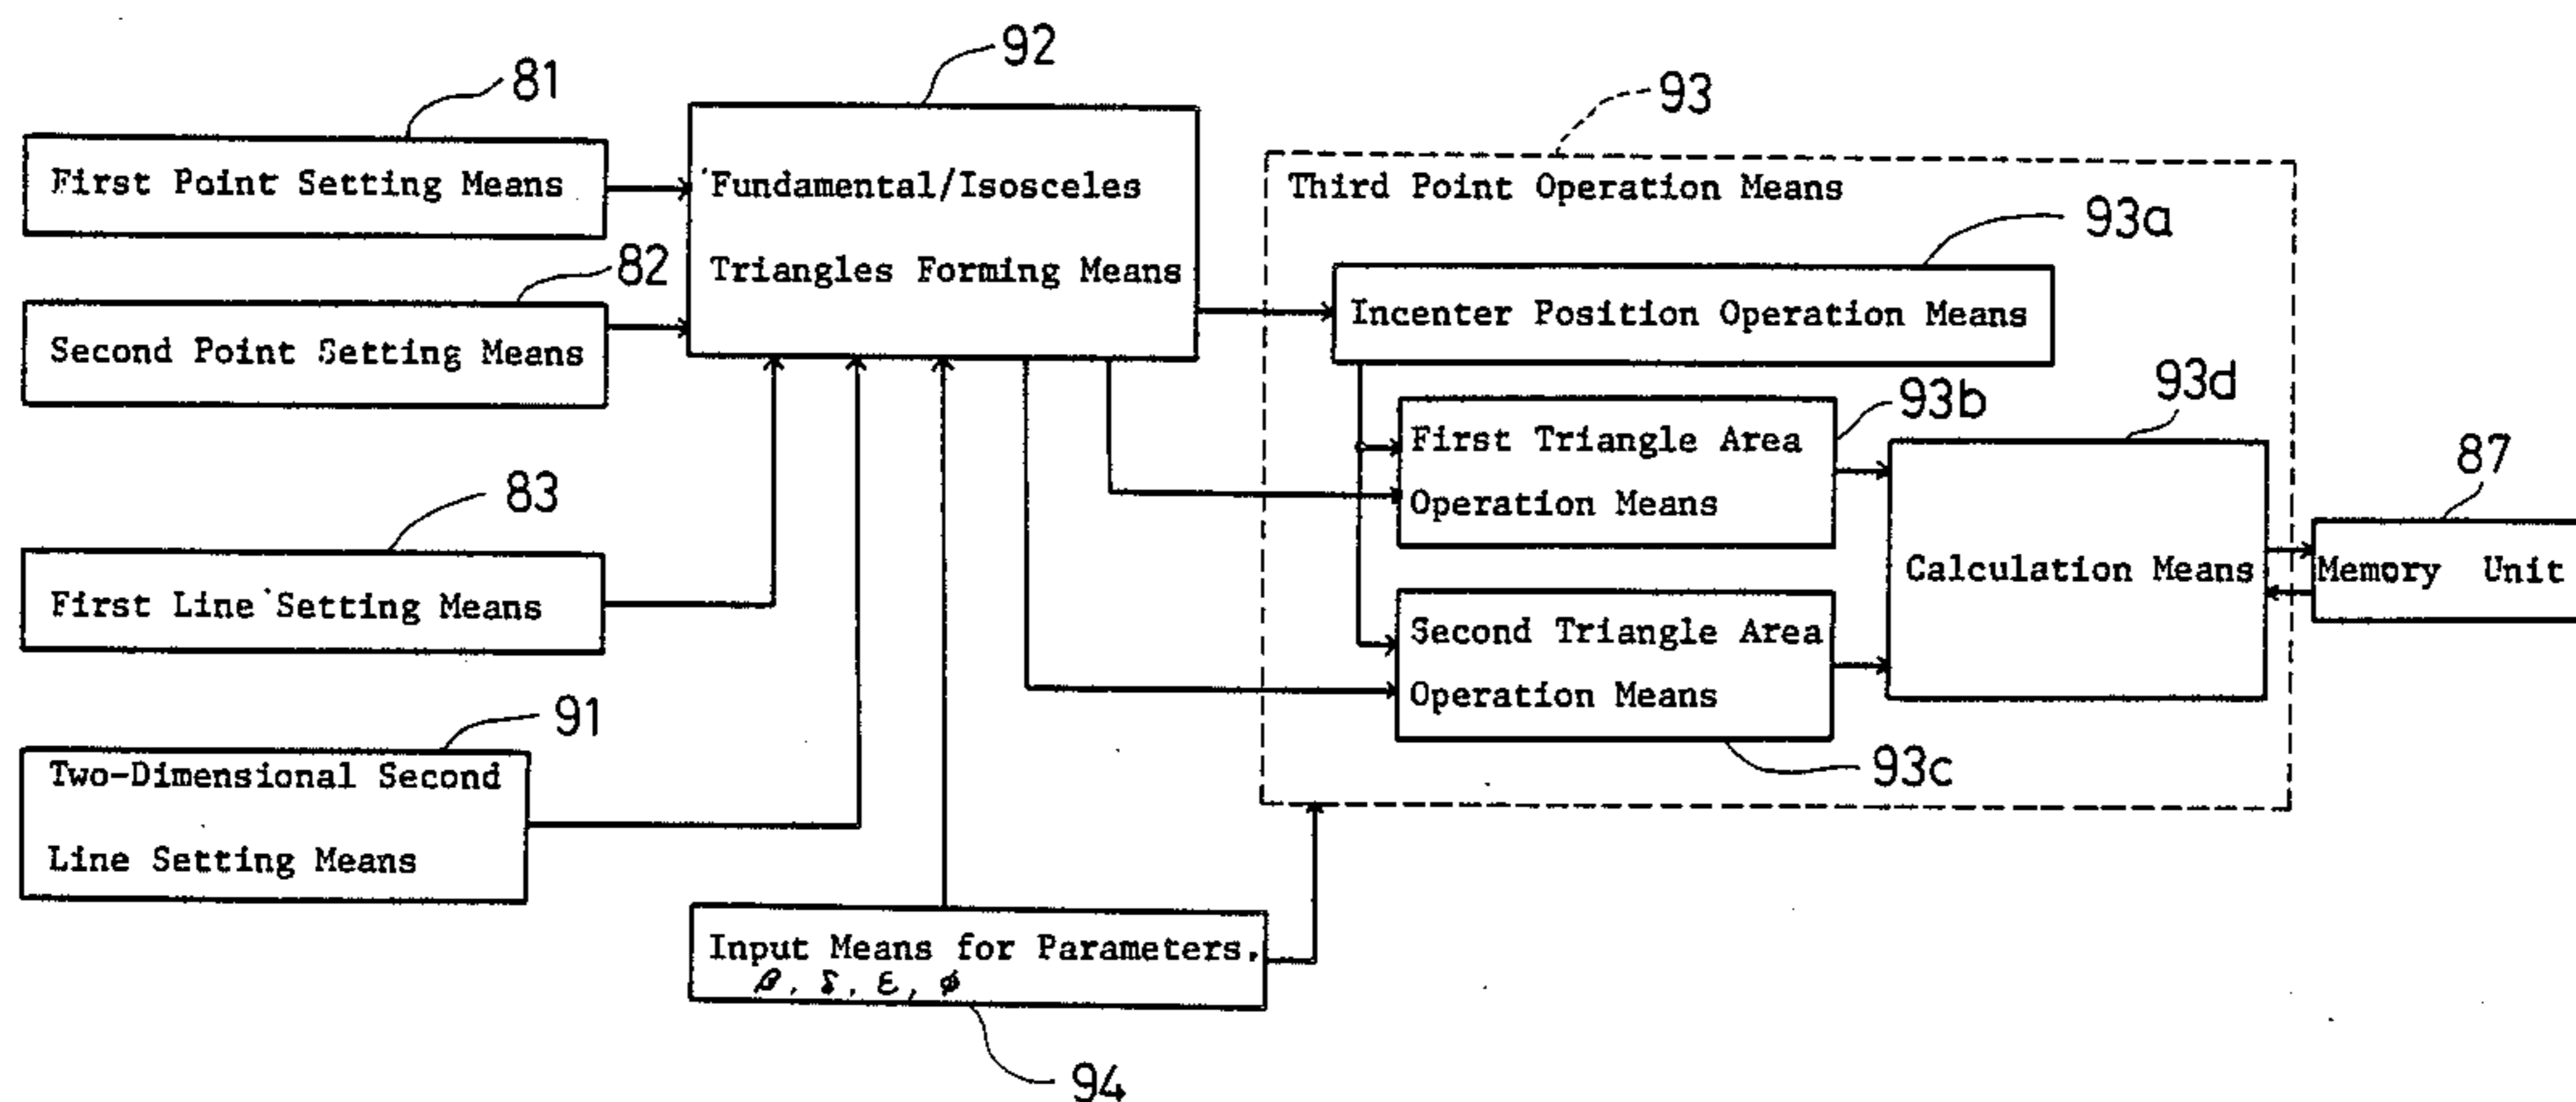 81
First Point Setting Means
82
Second Point Setting Means
83
First Line Setting Means
91
Two-Dimensional Second
Line Setting Means
92
Fundamental/Isosceles
Triangles Forming Means
94
Input Means for Parameters.
β, δ, ε, φ
93
Third Point Operation Means
93a
Incenter Position Operation Means
93b
First Triangle Area
Operation Means
93c
Second Triangle Area
Operation Means
93d
Calculation Means
87
Memory Unit